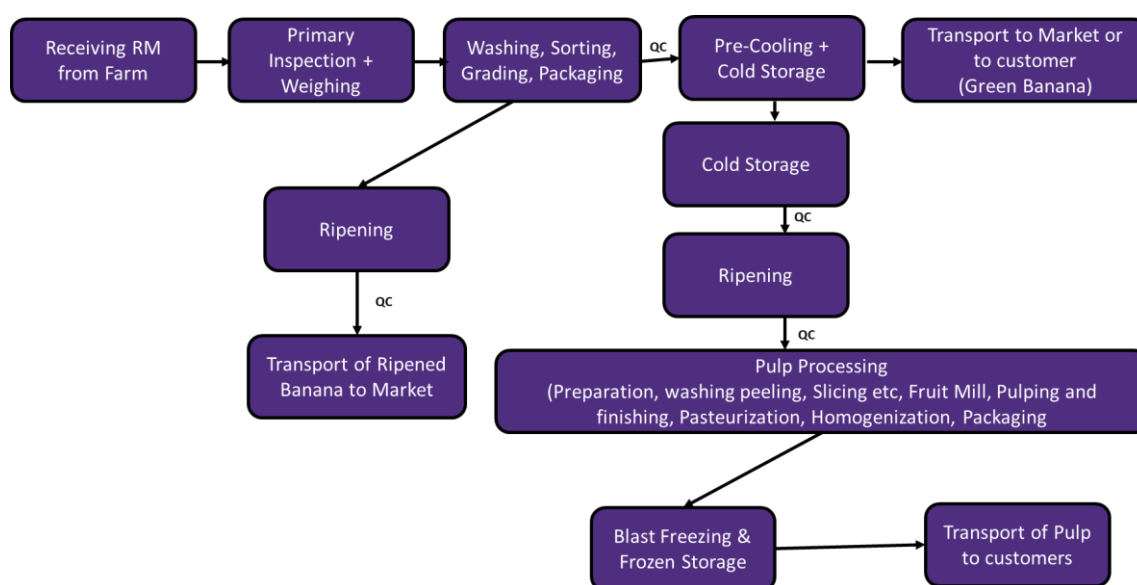 Receiving RM
from Farm
Primary
Inspection +
Weighing
Washing, Sorting,
Grading, Packaging
QC
Pre-Cooling +
Cold Storage
Transport to Market or
to customer
(Green Banana)
Cold Storage
QC
Ripening
Ripening
QC
QC
Transport of Ripened
Banana to Market
Pulp Processing
(Preparation, washing peeling, Slicing etc, Fruit Mill, Pulping and
finishing, Pasteurization, Homogenization, Packaging
Blast Freezing &
Frozen Storage
Transport of Pulp
to customers